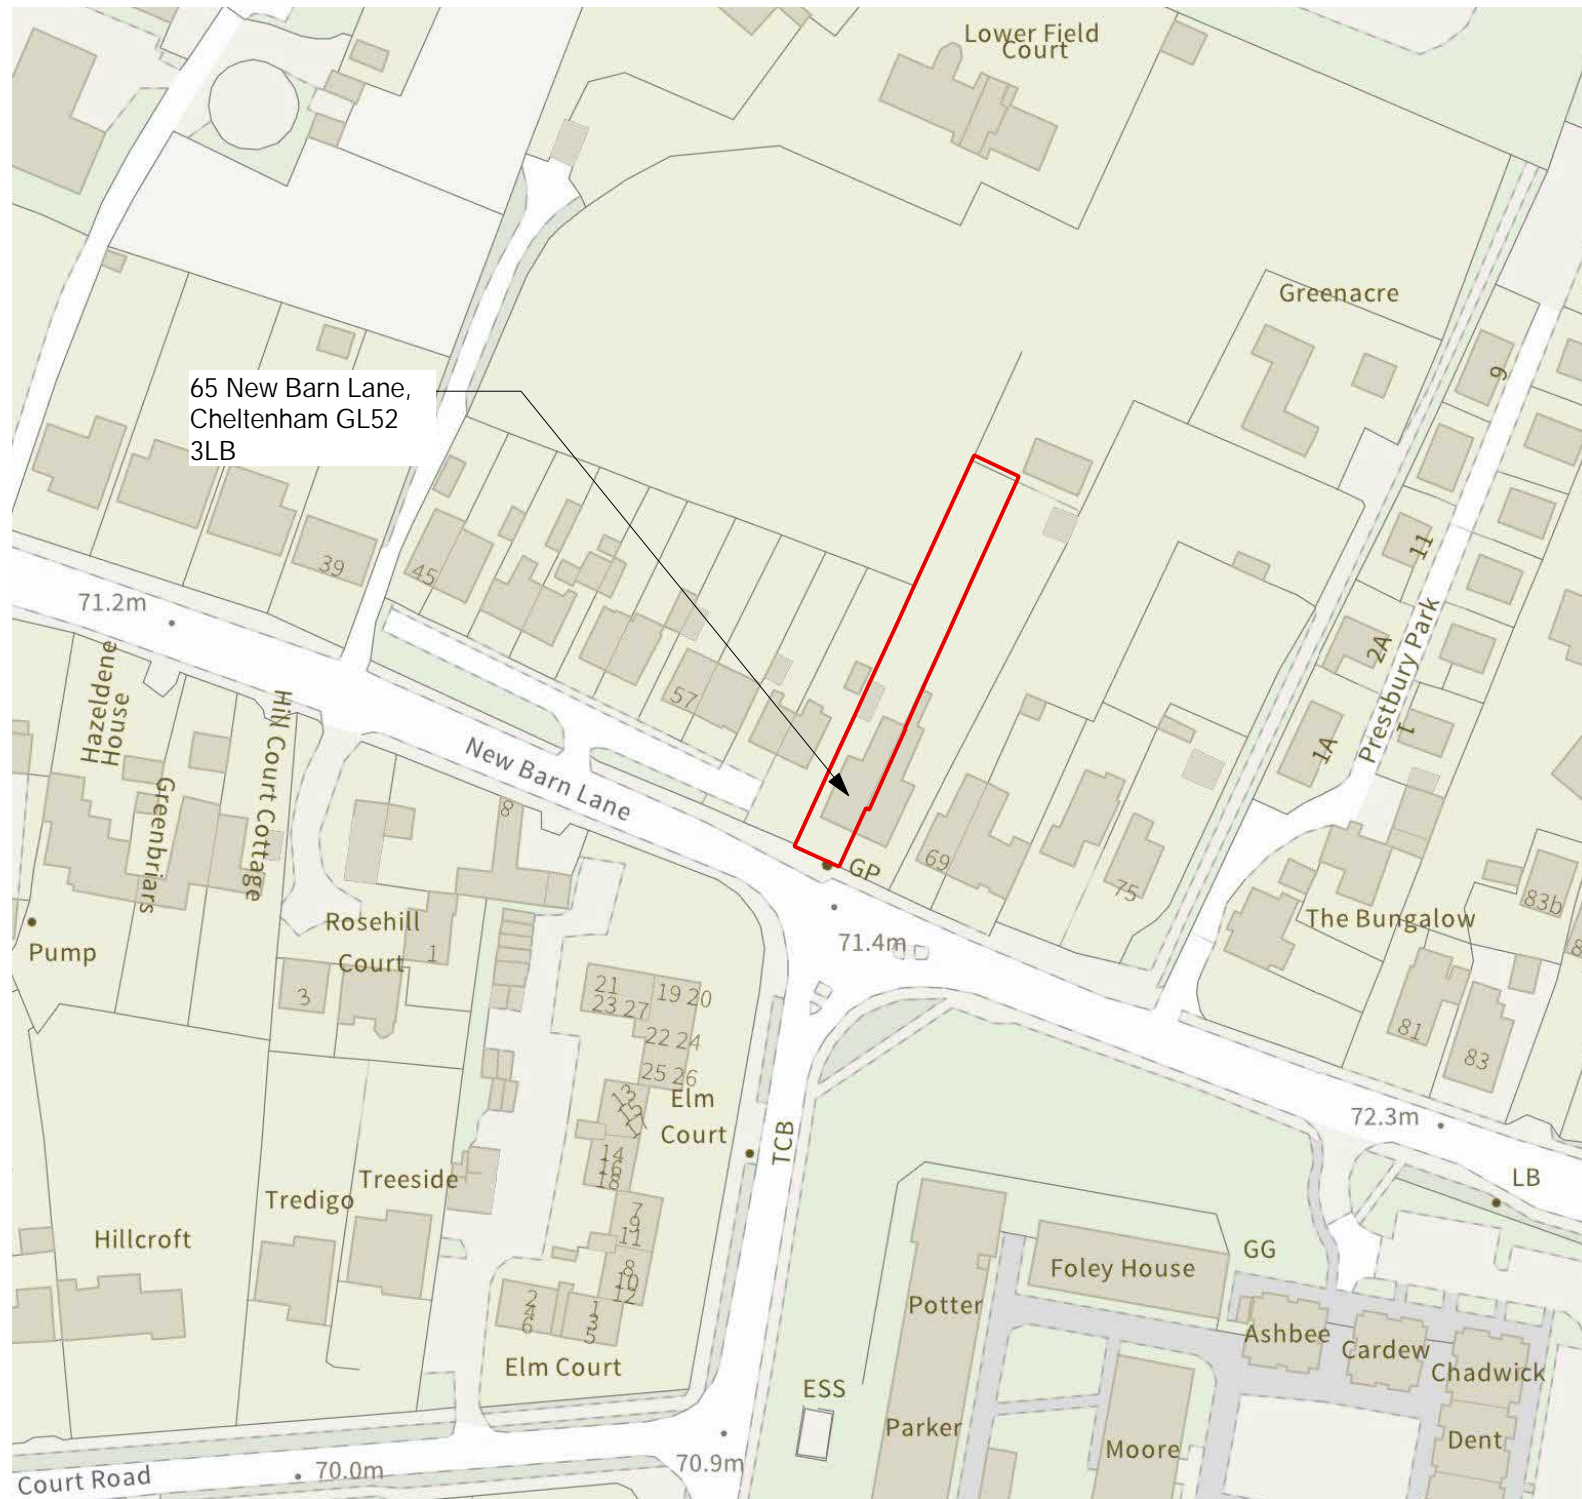 Lower Field
Court
Greenacre
65 New Barn Lane,
Cheltenham GL52
3LB
9
39
45
11
71.2m
2A
Prestbury Park
Hazeldene
House
Hill Court Cottage
57
1
1A
New Barn Lane
Greenbriars
8
GP
69
75
83b
The Bungalow
Rosehill
Court
1
71.4m
Pump
3
21
19 20
23 27
22 24
25 26
81
83
13
15
17
Elm
Court
TCB
72.3m
14
16
18
LB
Treeside
Tredigo
7
9
11
Hillcroft
GG
Foley House
8
10
12
2
4
6
1
3
5
Potter
Ashbee
Cardew
Chadwick
Elm Court
ESS
Parker
Moore
Dent
Court Road
70.0m
70.9m